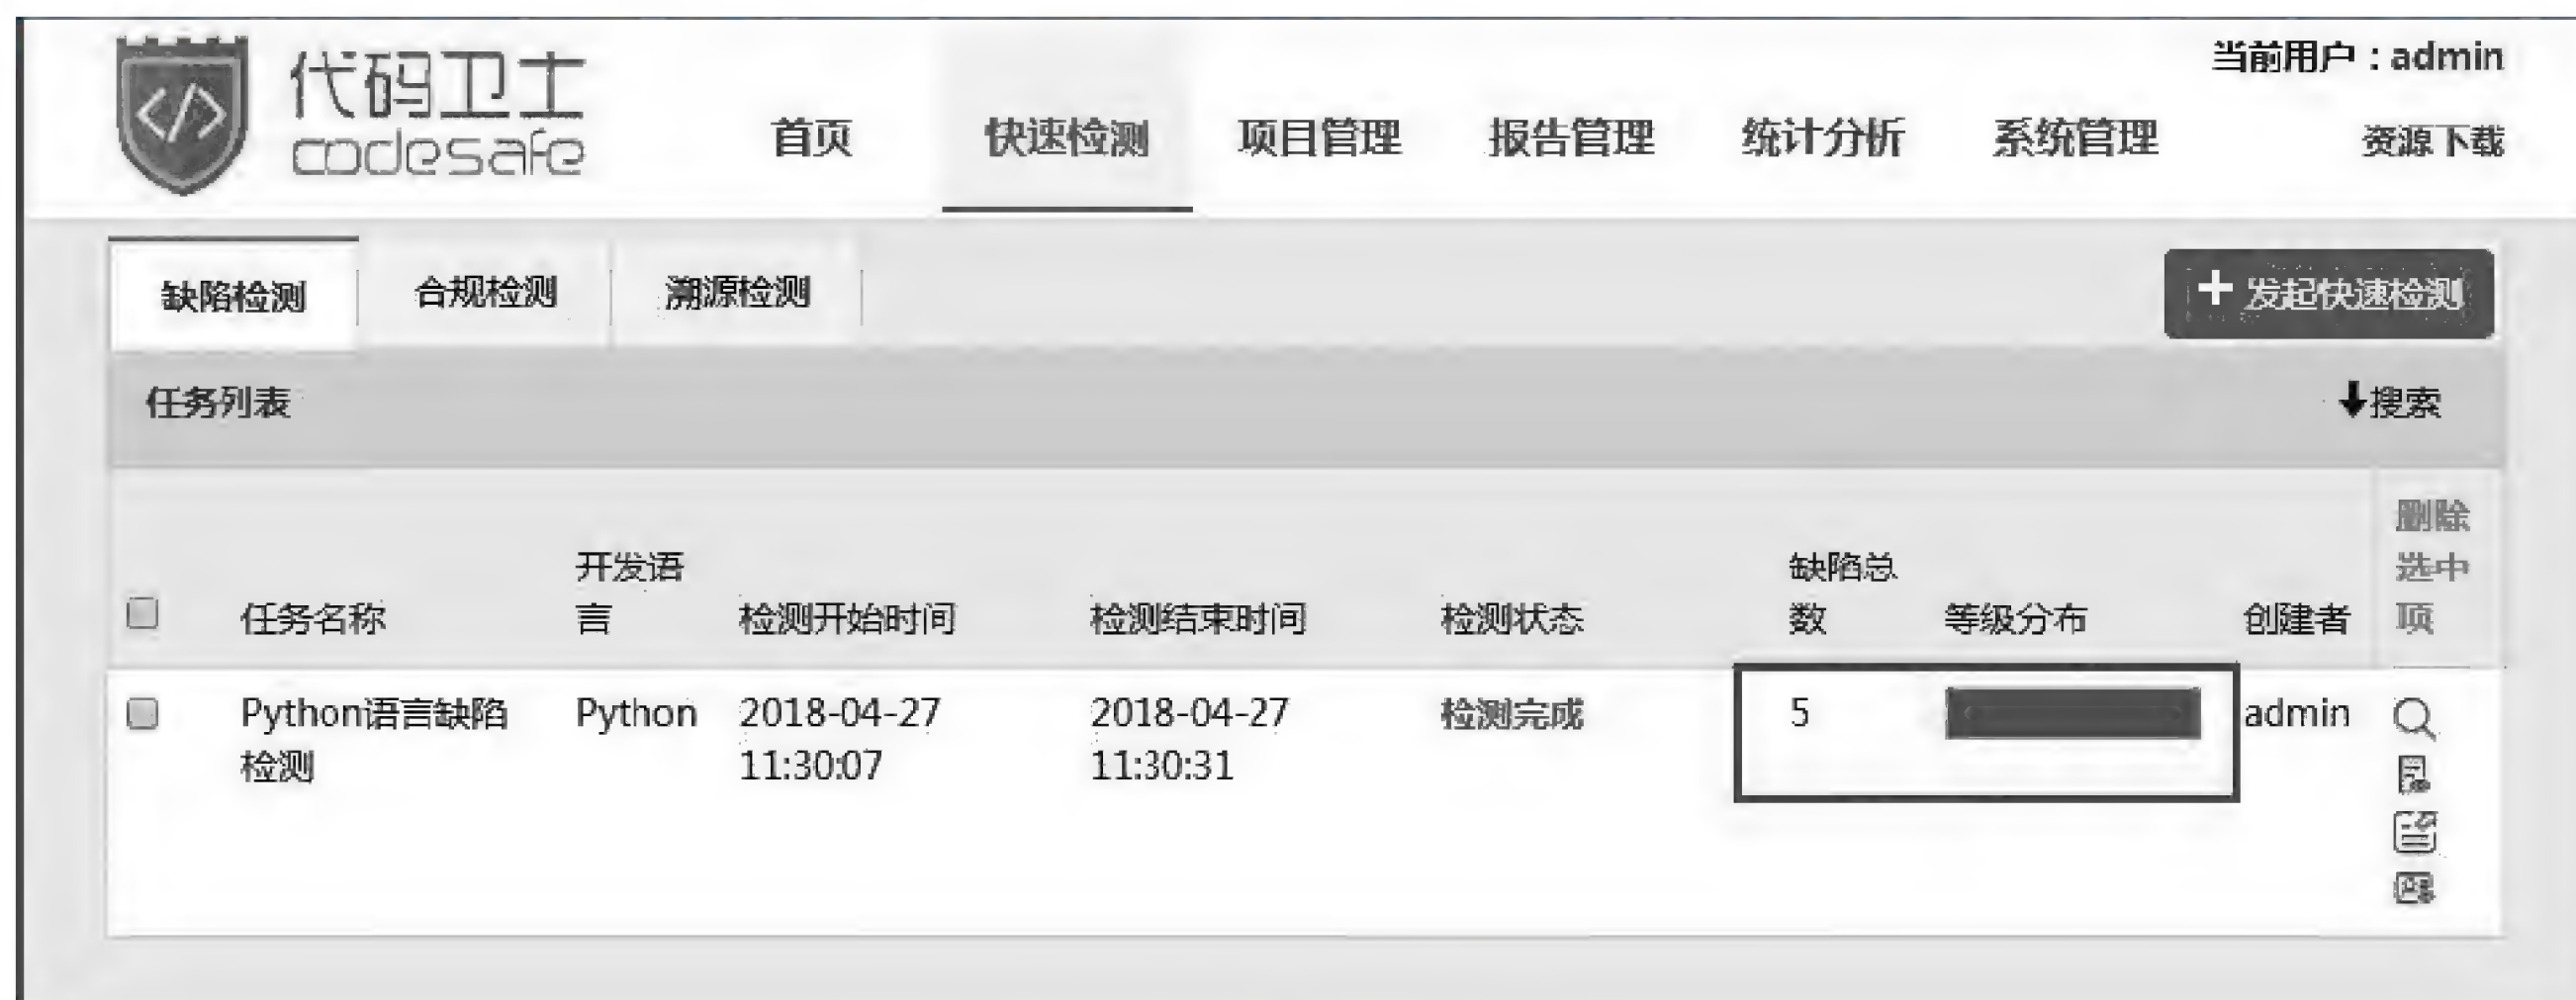 当前用户：admin
代码卫士
codesafe
首页 快速检测 项目管理 报告管理 统计分析 系统管理 资源下载
缺陷检测 合规检测 溯源检测 发起快速检测
任务列表 搜索
任务名称 开发语言 检测开始时间 检测结束时间 检测状态 缺陷总数 等级分布 创建者 删除选中项
Python语言缺陷 Python 2018-04-27 2018-04-27 检测完成 5 admin
检测 11:30:07 11:30:31